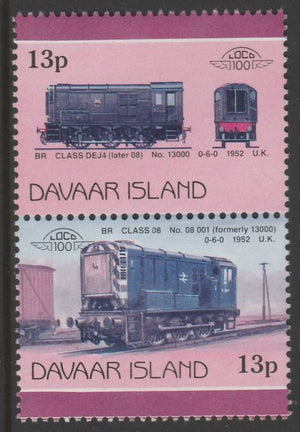 13p
LOCO
100
BR CLASS DEJ4 (later 08) No. 13000 0-6-0 1952 U.K.
DAVAAR ISLAND
LOCO
100
BR CLASS 08 No. 08 001 (formerly 13000)
0-6-0 1952 U.K.
DAVAAR ISLAND 13p